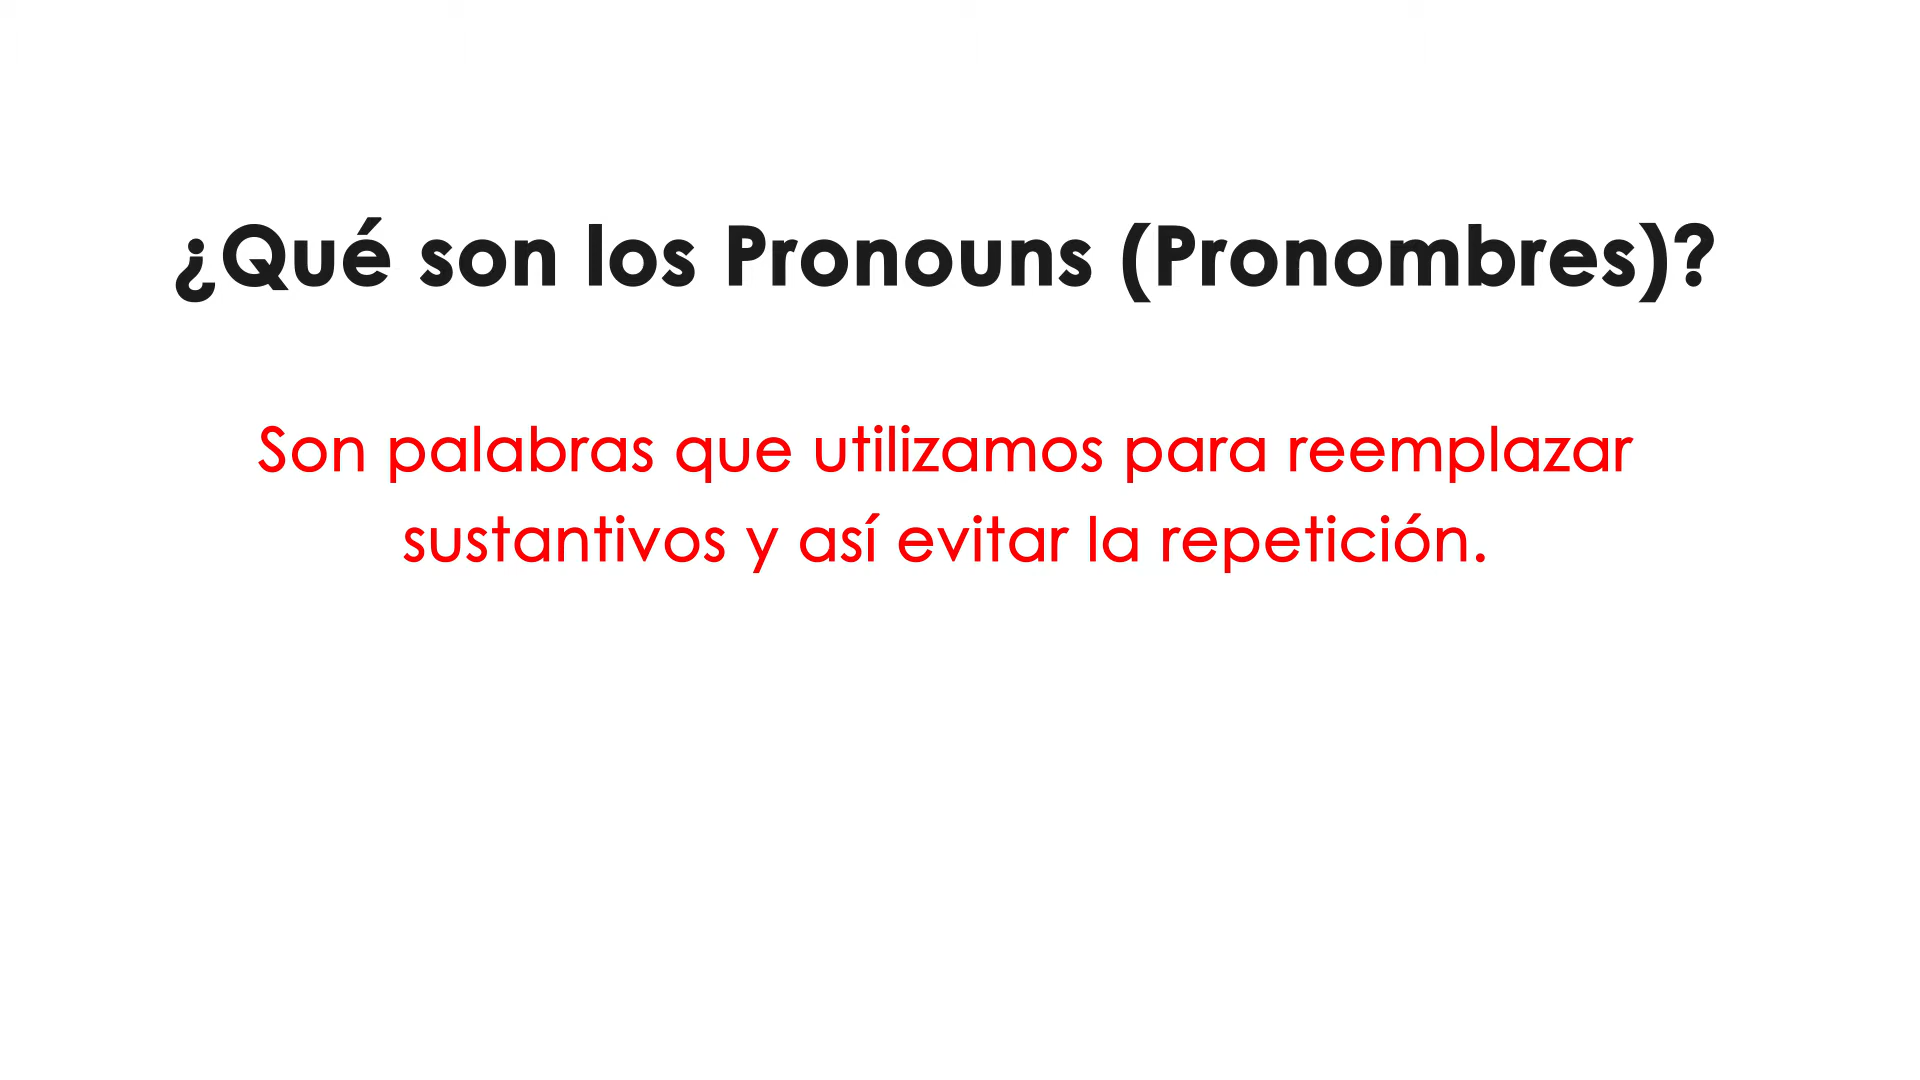 ¿Qué son los Pronouns (Pronombres)?
Son palabras que utilizamos para reemplazar
sustantivos y así evitar la repetición.